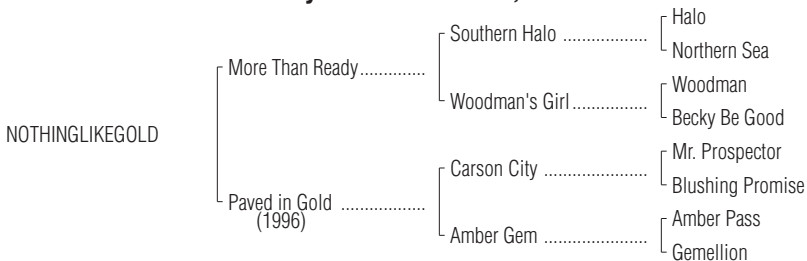 Halo
Southern Halo ..................
Northern Sea
More Than Ready..............
Woodman
Woodman's Girl................
Becky Be Good
NOTHINGLIKEGOLD
Mr. Prospector
Carson City ......................
Blushing Promise
Paved in Gold ..................
(1996)
Amber Pass
Amber Gem ......................
Gemellion